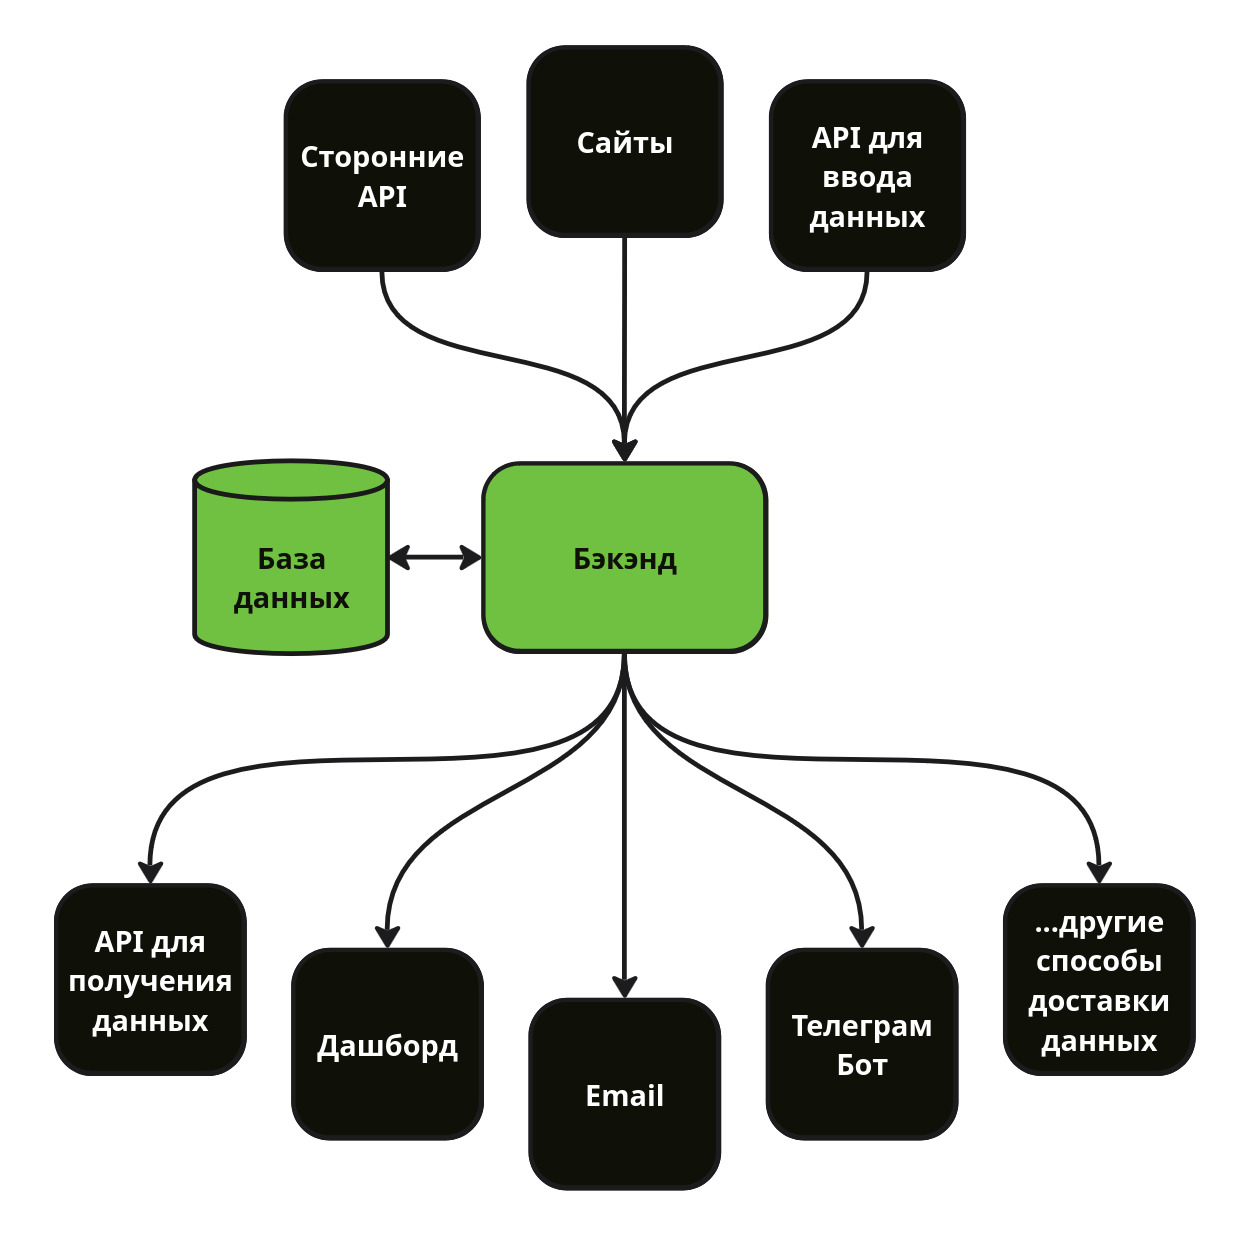 Сторонние
API
Сайты
API для
ввода
данных
База
данных
Бэкэнд
API для
получения
данных
Дашборд
Email
Телеграм
Бот
...другие
способы
доставки
данных